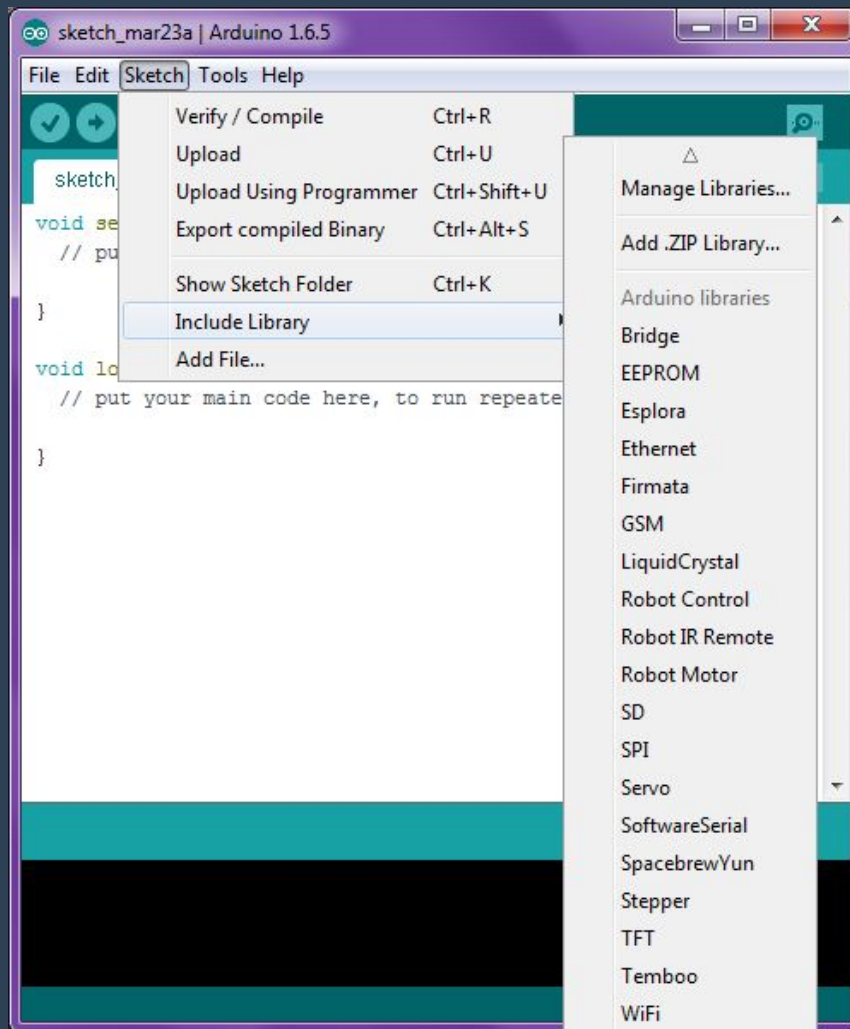 sketch_mar23a | Arduino 1.6.5
File Edit Sketch Tools Help
Verify / Compile Ctrl+R
Upload Ctrl+U
Upload Using Programmer Ctrl+Shift+U
Export compiled Binary Ctrl+Alt+S
Show Sketch Folder Ctrl+K
Include Library
Add File...
sketch_
void se
// pu
}
void lo
// put your main code here, to run repeate
}
Manage Libraries...
Add .ZIP Library...
Arduino libraries
Bridge
EEPROM
Esplora
Ethernet
Firmata
GSM
LiquidCrystal
Robot Control
Robot IR Remote
Robot Motor
SD
SPI
Servo
SoftwareSerial
SpacebrewYun
Stepper
TFT
Temboo
WiFi